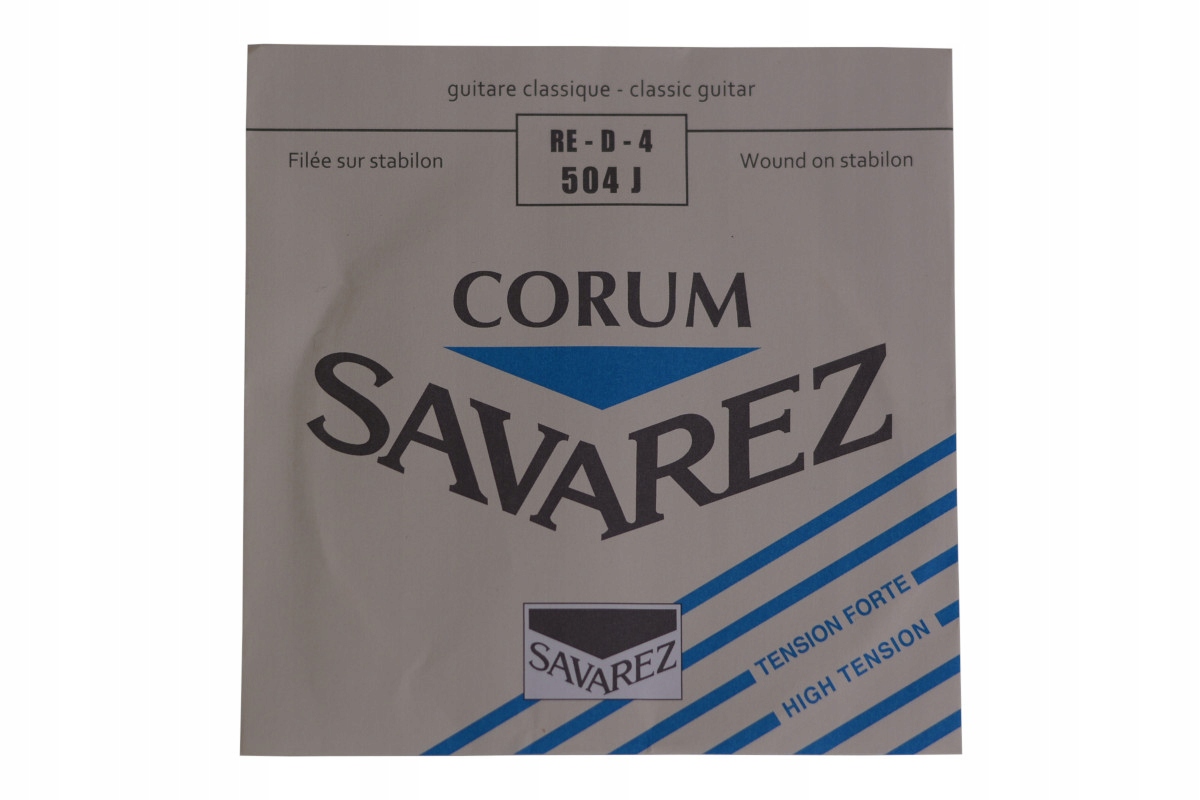 guitare classique - classic guitar
RE - D - 4
504 J
Filée sur stabilon
Wound on stabilon
CORUM
SAVAREZ
TENSION FORTE
HIGH TENSION
SAVAREZ